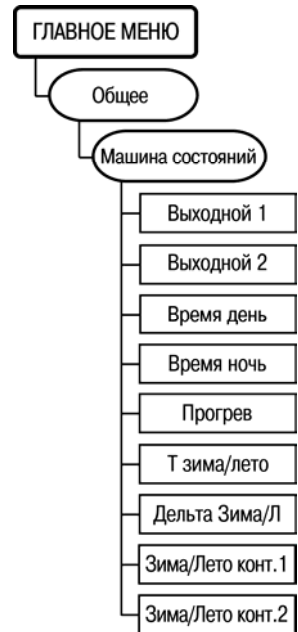 ГЛАВНОЕ МЕНЮ
Общее
Машина состояний
Выходной 1
Выходной 2
Время день
Время ночь
Прогрев
Т зима/лето
Дельта Зима/Л
Зима/Лето конт.1
Зима/Лето конт.2